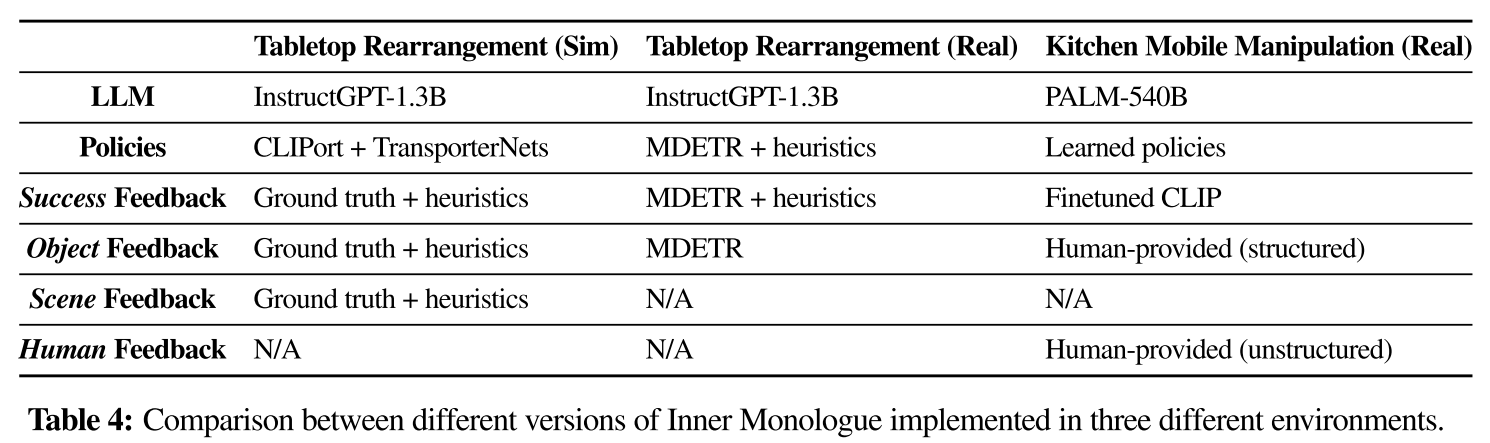 Tabletop Rearrangement (Sim) Tabletop Rearrangement (Real) Kitchen Mobile Manipulation (Real)
LLM InstructGPT-1.3B InstructGPT-1.3B PALM-540B
Policies CLIPort + TransporterNets MDETR + heuristics Learned policies
Success Feedback Ground truth + heuristics MDETR + heuristics Finetuned CLIP
Object Feedback Ground truth + heuristics MDETR Human-provided (structured)
Scene Feedback Ground truth + heuristics N/A N/A
Human Feedback N/A N/A Human-provided (unstructured)
Table 4: Comparison between different versions of Inner Monologue implemented in three different environments.